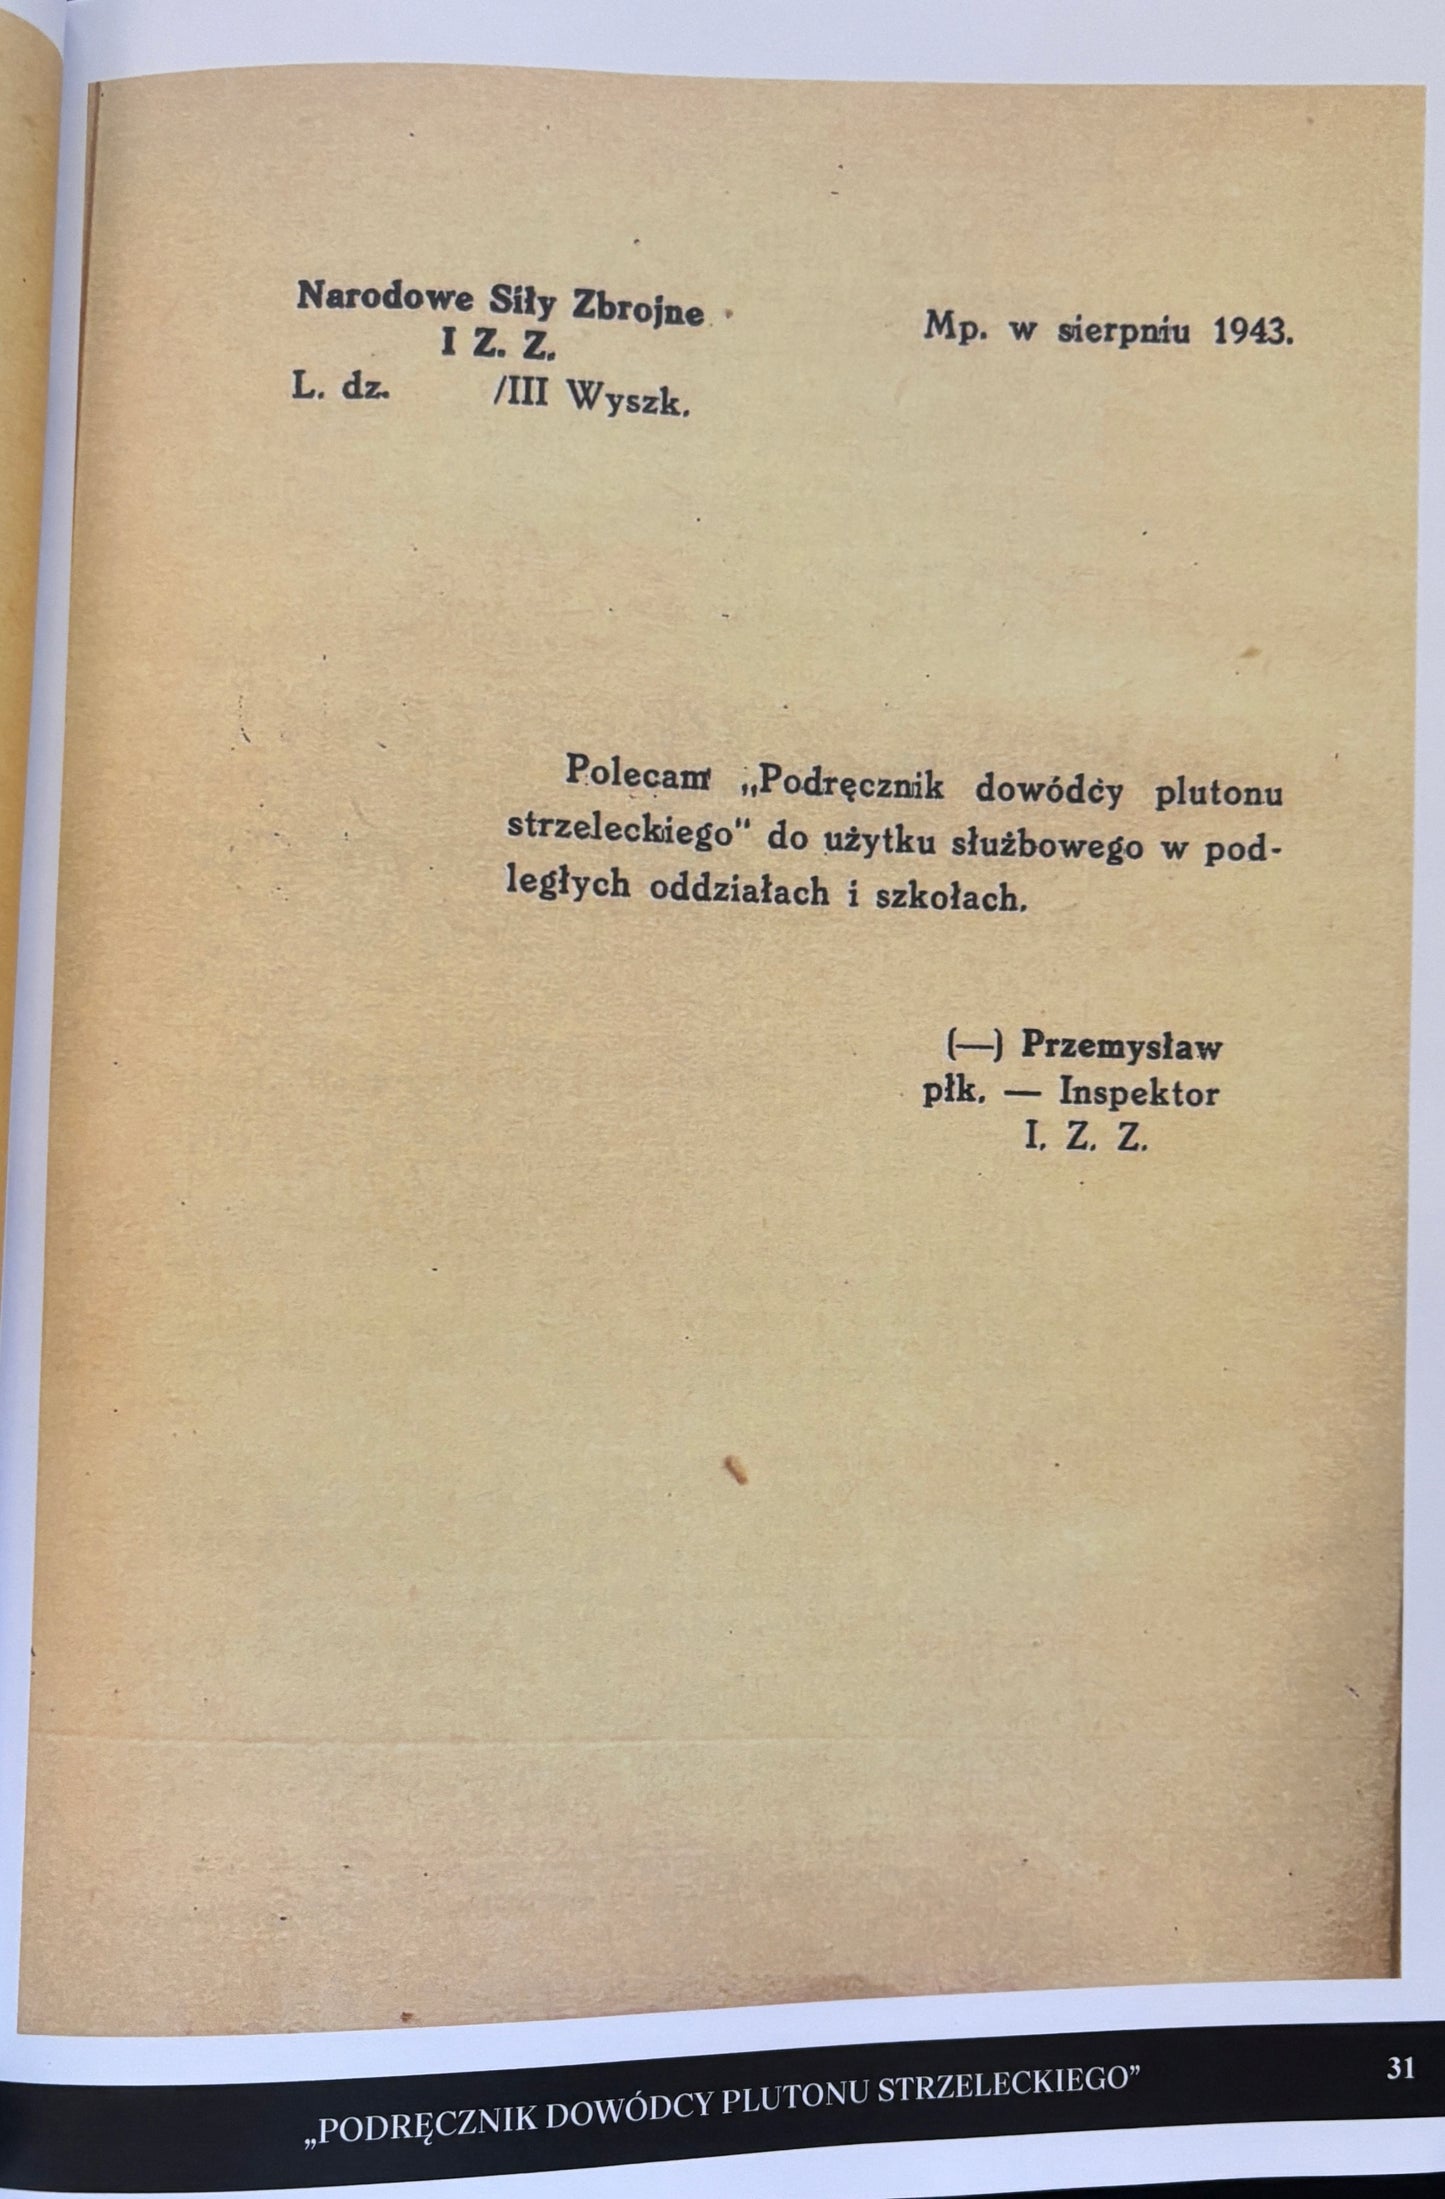 Narodowe Siły Zbrojne
I Z. Z.
L. dz. /III Wyszk.
Mp. w sierpniu 1943.
Polecam „Podręcznik dowódcy plutonu
strzeleckiego" do użytku służbowego w pod-
ległych oddziałach i szkołach.
(—) Przemysław
płk. — Inspektor
I. Z. Z.
„PODRĘCZNIK DOWÓDCY PLUTONU STRZELECKIEGO”
31